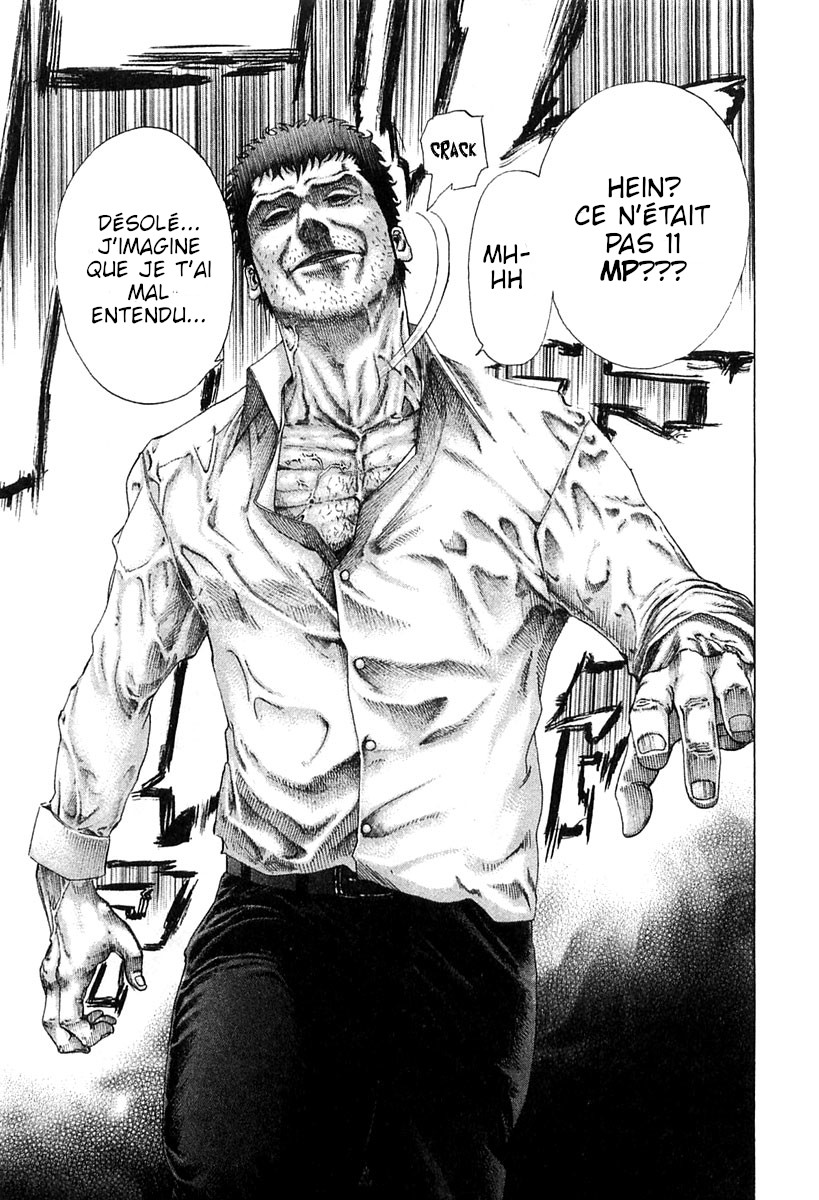 HEIN?
CE N'ÉTAIT
PAS 11
MP???
MH-
HH
CRACK
DÉSOLÉ...
J'IMAGINE
QUE JE T'AI
MAL
ENTENDU...